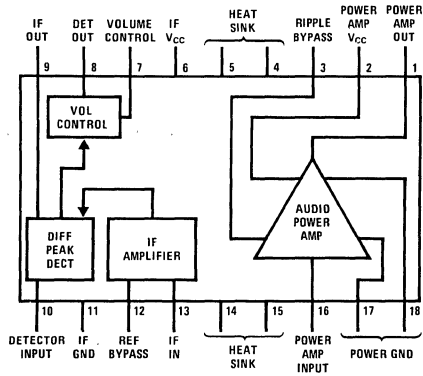 IF OUT
DET OUT
VOLUME CONTROL
IF VCC
HEAT SINK
RIPPLE BYPASS
POWER AMP VCC
POWER AMP OUT
9 8 7 6 5 4 3 2 1
VOL CONTROL
DIFF PEAK DECT
IF AMPLIFIER
AUDIO POWER AMP
10 11 12 13 14 15 16 17 18
DETECTOR INPUT
IF GND
REF BYPASS
IF IN
HEAT SINK
POWER AMP INPUT
POWER GND